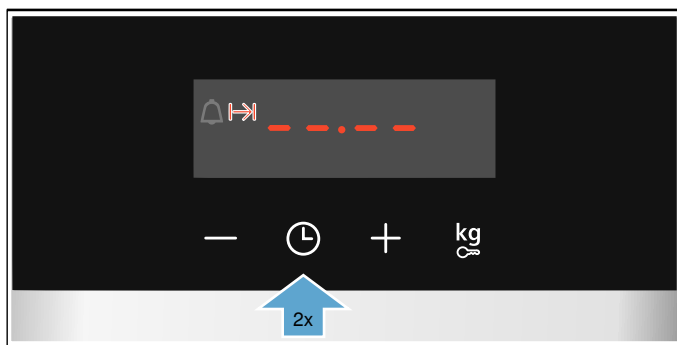 --.--
− +
kg
2x